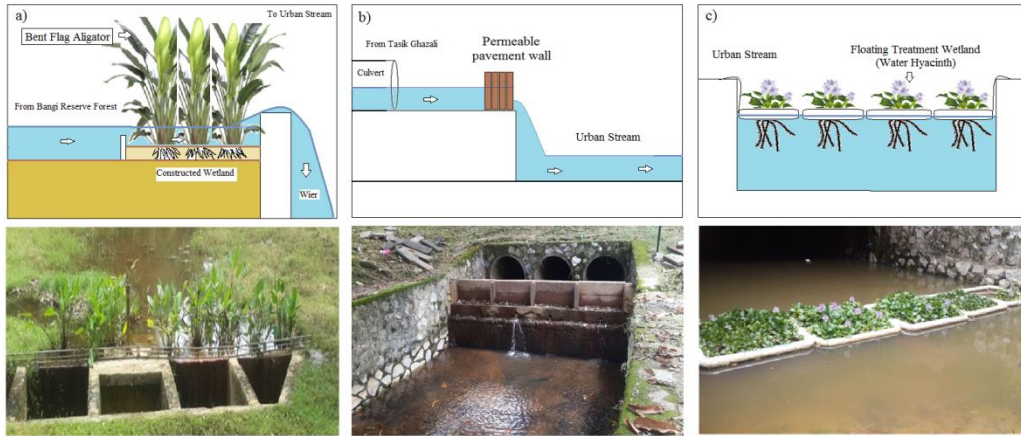 a)
To Urban Stream
Bent Flag Aligator
From Bangi Reserve Forest
Constructed Wetland
Wier
b)
From Tasik Ghazali
Permeable
pavement wall
Culvert
Urban Stream
c)
Urban Stream
Floating Treatment Wetland
(Water Hyacinth)